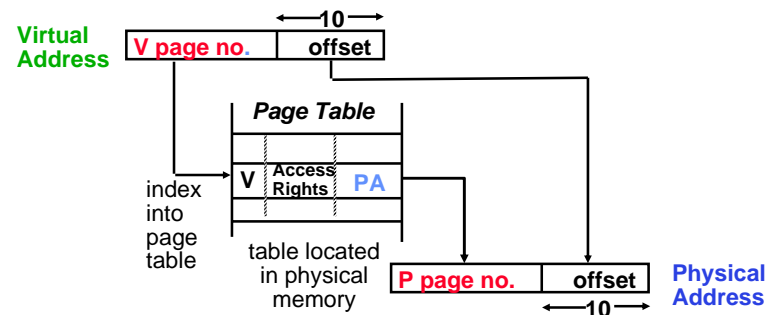 10
Virtual
Address
V page no.
offset
Page Table
V
Access
Rights
PA
index
into
page
table
table located
in physical
memory
P page no.
offset
Physical
Address
10